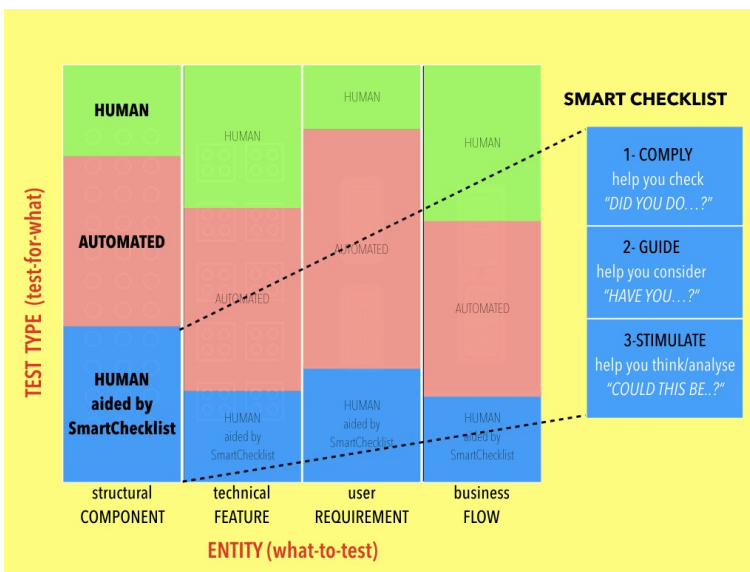 HUMAN
AUTOMATED
HUMAN
aided by
SmartChecklist
HUMAN
AUTOMATED
HUMAN
aided by
SmartChecklist
HUMAN
AUTOMATED
HUMAN
aided by
SmartChecklist
HUMAN
AUTOMATED
HUMAN
aided by
SmartChecklist
TEST TYPE (test-for-what)
structural
COMPONENT
technical
FEATURE
user
REQUIREMENT
business
FLOW
ENTITY (what-to-test)
SMART CHECKLIST
1- COMPLY
help you check
“DID YOU DO…?”
2- GUIDE
help you consider
“HAVE YOU…?”
3-STIMULATE
help you think/analyse
“COULD THIS BE..?“